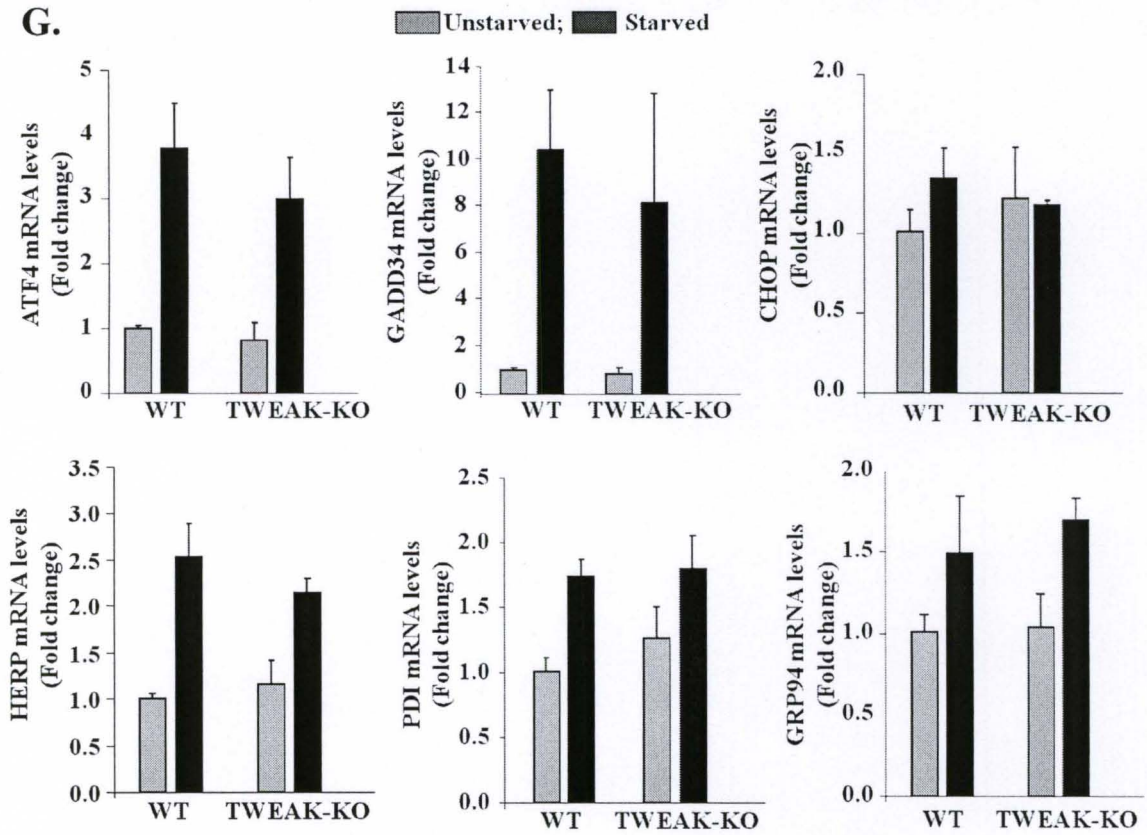 G.
Unstarved; Starved
ATF4 mRNA levels
(Fold change)
5
4
3
2
1
0
WT TWEAK-KO
GADD34 mRNA levels
(Fold change)
14
12
10
8
6
4
2
0
WT TWEAK-KO
CHOP mRNA levels
(Fold change)
2.0
1.5
1.0
0.5
0.0
WT TWEAK-KO
HERP mRNA levels
(Fold change)
3.5
3.0
2.5
2.0
1.5
1.0
0.5
0.0
WT TWEAK-KO
PDI mRNA levels
(Fold change)
2.5
2.0
1.5
1.0
0.5
0.0
WT TWEAK-KO
GRP94 mRNA levels
(Fold change)
2.0
1.5
1.0
0.5
0.0
WT TWEAK-KO